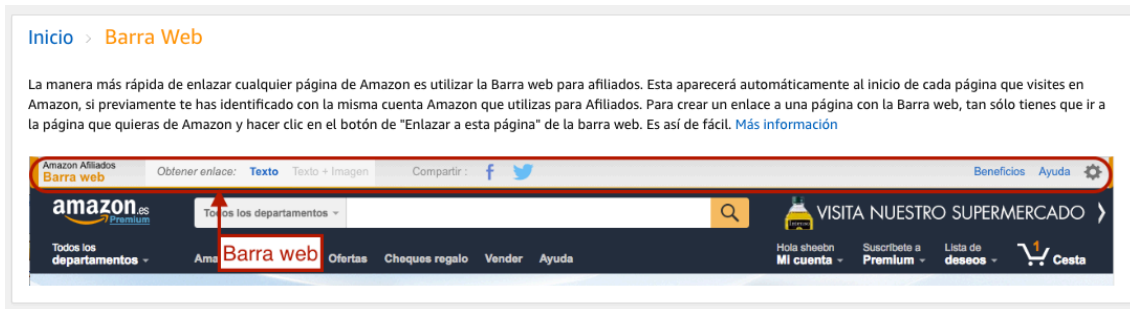 Inicio > Barra Web
La manera más rápida de enlazar cualquier página de Amazon es utilizar la Barra web para afiliados. Esta aparecerá automáticamente al inicio de cada página que visites en
Amazon, si previamente te has identificado con la misma cuenta Amazon que utilizas para Afiliados. Para crear un enlace a una página con la Barra web, tan sólo tienes que ir a
la página que quieras de Amazon y hacer clic en el botón de "Enlazar a esta página" de la barra web. Es así de fácil. Más información
Amazon Afiliados
Barra web
Obtener enlace: Texto Texto + Imagen Compartir : Beneficios Ayuda
amazon.es
Premium
Todos los departamentos
VISITA NUESTRO SUPERMERCADO
Todos los
departamentos
Barra web
Ofertas Cheques regalo Vender Ayuda
Hola sheebn
Mi cuenta
Suscríbete a
Premium
Lista de
deseos
1
Cesta